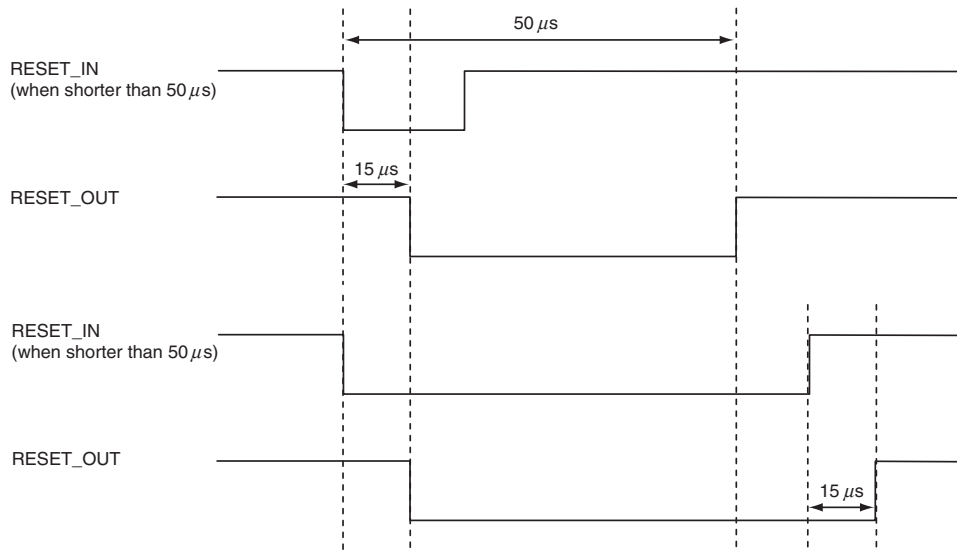 50 μs
RESET_IN
(when shorter than 50 μs)
15 μs
RESET_OUT
RESET_IN
(when shorter than 50 μs)
RESET_OUT
15 μs